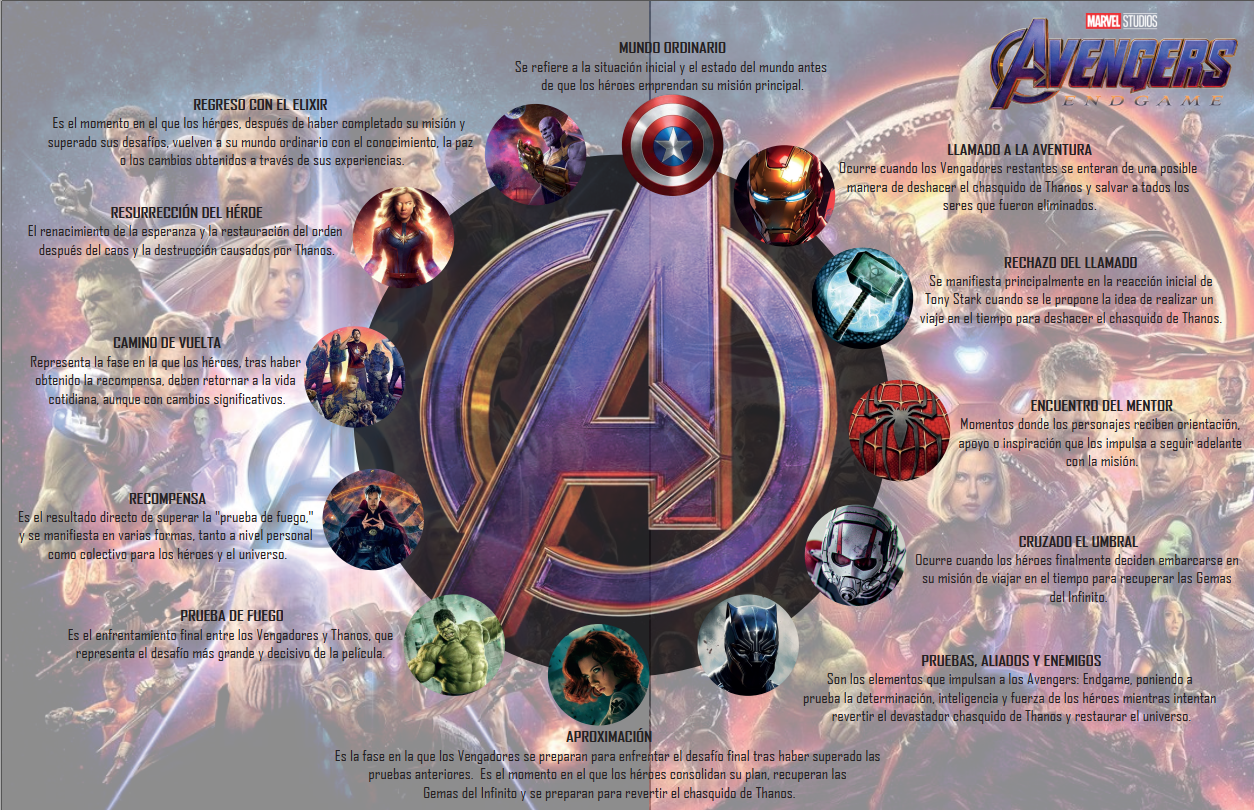 MARVEL STUDIOS
AVENGERS
ENDGAME
MUNDO ORDINARIO
Se refiere a la situación inicial y el estado del mundo antes
de que los héroes emprendan su misión principal.
LLAMADO A LA AVENTURA
Ocurre cuando los Vengadores restantes se enteran de una posible
manera de deshacer el chasquido de Thanos y salvar a todos los
seres que fueron eliminados.
RECHAZO DEL LLAMADO
Se manifiesta principalmente en la reacción inicial de
Tony Stark cuando se le propone la idea de realizar un
viaje en el tiempo para deshacer el chasquido de Thanos.
ENCUENTRO DEL MENTOR
Momentos donde los personajes reciben orientación,
apoyo o inspiración que los impulsa a seguir adelante
con la misión.
CRUZADO EL UMBRAL
Ocurre cuando los héroes finalmente deciden embarcarse en
su misión de viajar en el tiempo para recuperar las Gemas
del Infinito.
PRUEBAS, ALIADOS Y ENEMIGOS
Son los elementos que impulsan a los Avengers: Endgame, poniendo a
prueba la determinación, inteligencia y fuerza de los héroes mientras intentan
revertir el devastador chasquido de Thanos y restaurar el universo.
APROXIMACIÓN
Es la fase en la que los Vengadores se preparan para enfrentar el desafío final tras haber superado las
pruebas anteriores. Es el momento en el que los héroes consolidan su plan, recuperan las
Gemas del Infinito y se preparan para revertir el chasquido de Thanos.
PRUEBA DE FUEGO
Es el enfrentamiento final entre los Vengadores y Thanos, que
representa el desafío más grande y decisivo de la película.
RECOMPENSA
Es el resultado directo de superar la "prueba de fuego,"
y se manifiesta en varias formas, tanto a nivel personal
como colectivo para los héroes y el universo.
CAMINO DE VUELTA
Representa la fase en la que los héroes, tras haber
obtenido la recompensa, deben retornar a la vida
cotidiana, aunque con cambios significativos.
RESURRECCIÓN DEL HÉROE
El renacimiento de la esperanza y la restauración del orden
después del caos y la destrucción causados por Thanos.
REGRESO CON EL ELIXIR
Es el momento en el que los héroes, después de haber completado su misión y
superado sus desafíos, vuelven a su mundo ordinario con el conocimiento, la paz
o los cambios obtenidos a través de sus experiencias.